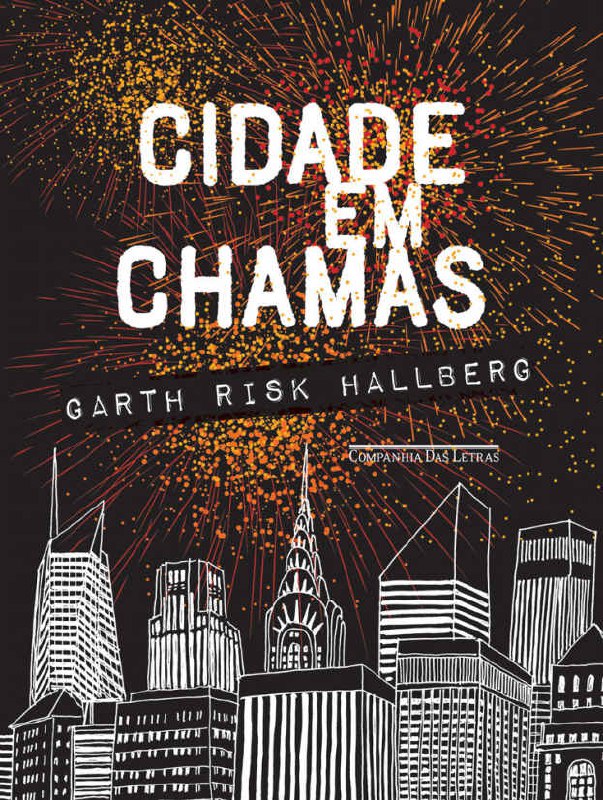 CIDADE
EM
CHAMAS
GARTH RISK HALLBERG
COMPANHIA DAS LETRAS